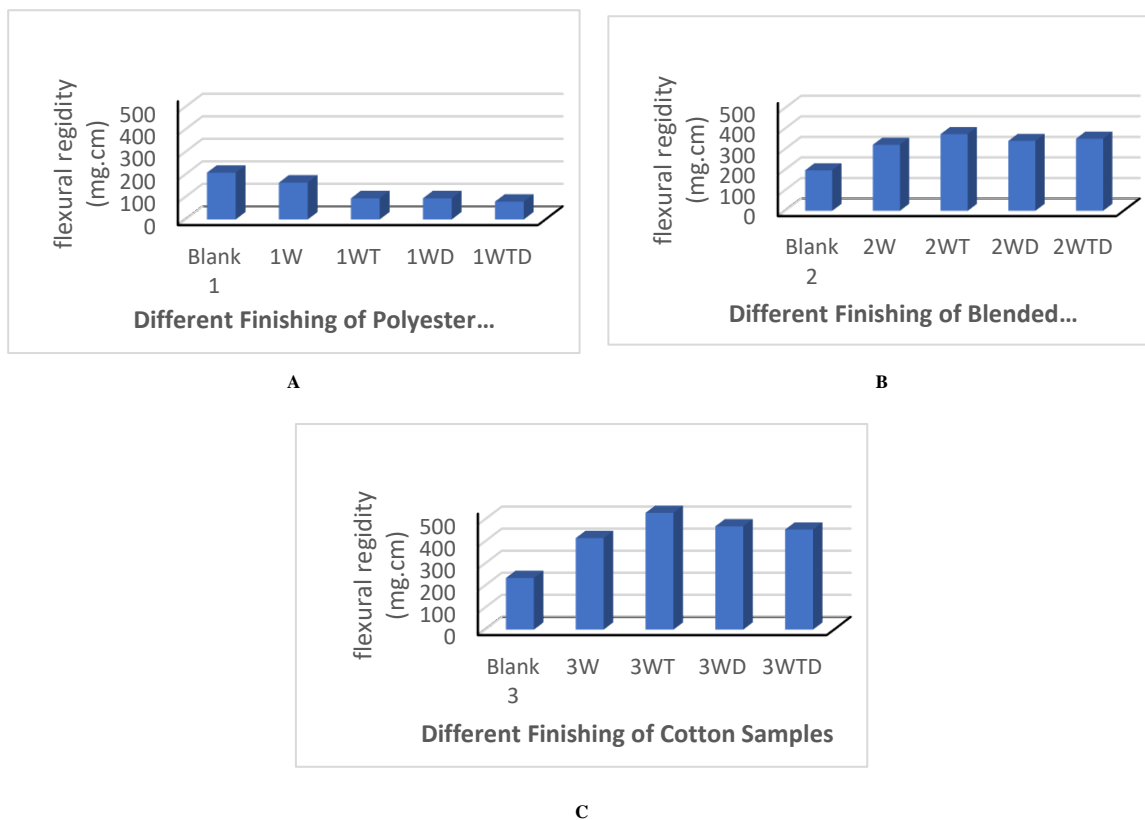 flexural regidity
(mg.cm)
500
400
300
200
100
0
Blank
1
1W
1WT
1WD
1WTD
Different Finishing of Polyester…
A
flexural regidity
(mg.cm)
500
400
300
200
100
0
Blank
2
2W
2WT
2WD
2WTD
Different Finishing of Blended…
B
flexural regidity
(mg.cm)
500
400
300
200
100
0
Blank
3
3W
3WT
3WD
3WTD
Different Finishing of Cotton Samples
C